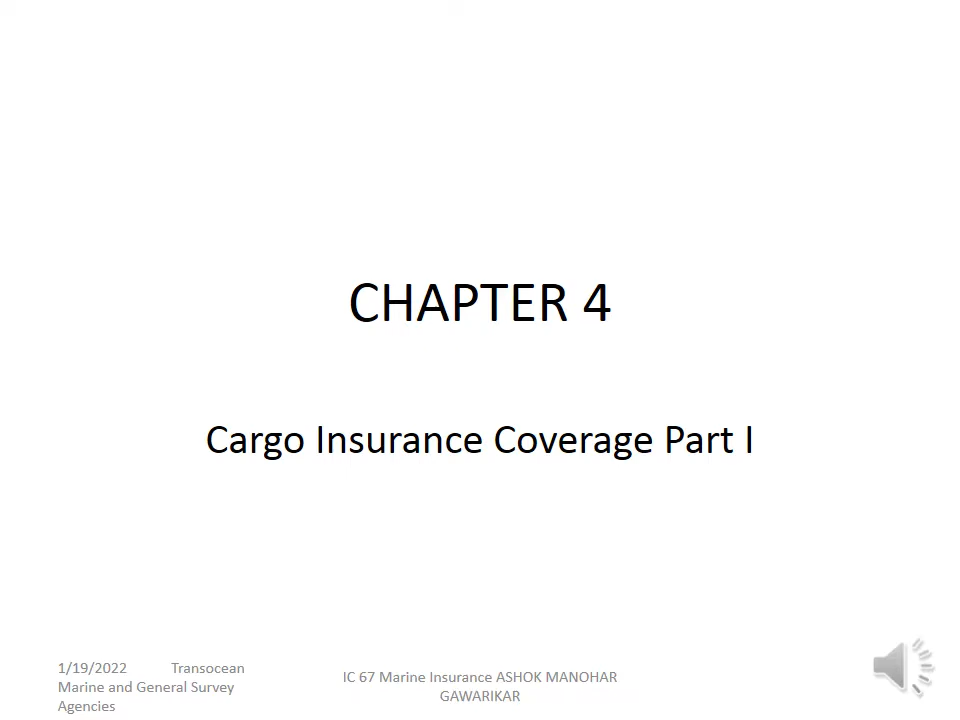 CHAPTER 4
Cargo Insurance Coverage Part I
1/19/2022 Transocean
Marine and General Survey
Agencies
IC 67 Marine Insurance ASHOK MANOHAR
GAWARIKAR